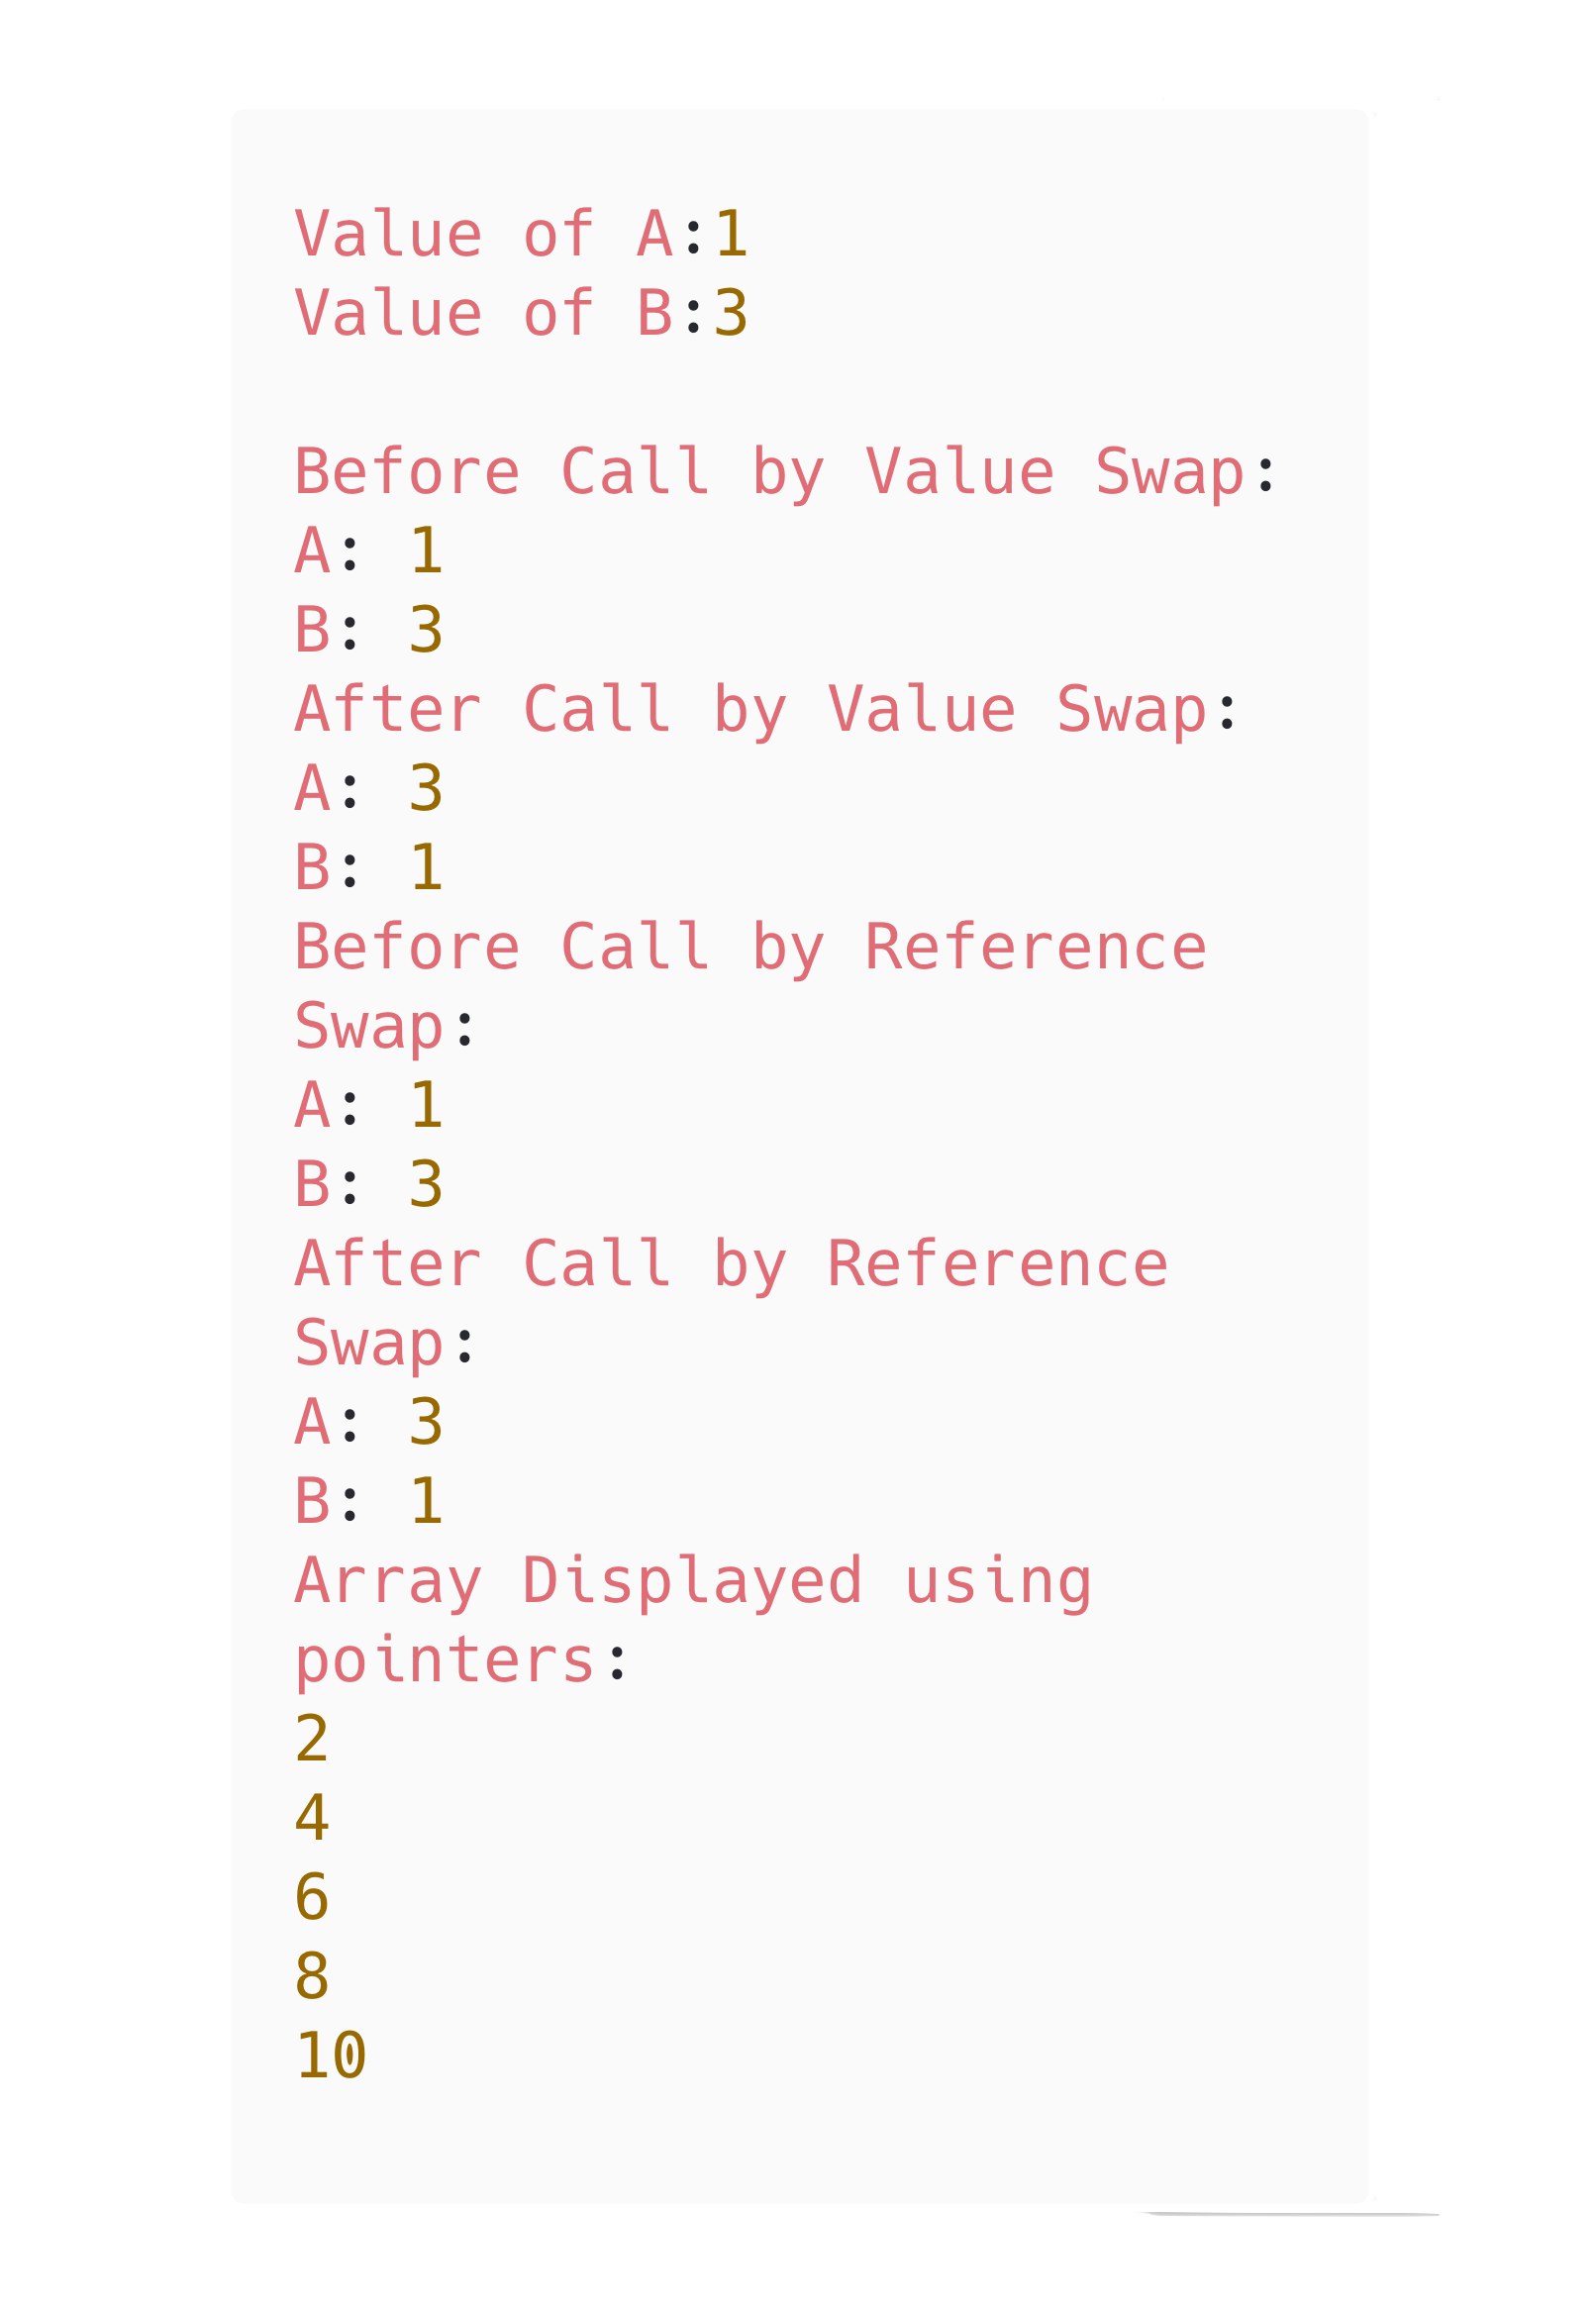 Value of A:1
Value of B:3
Before Call by Value Swap:
A: 1
B: 3
After Call by Value Swap:
A: 3
B: 1
Before Call by Reference
Swap:
A: 1
B: 3
After Call by Reference
Swap:
A: 3
B: 1
Array Displayed using
pointers:
2
4
6
8
10